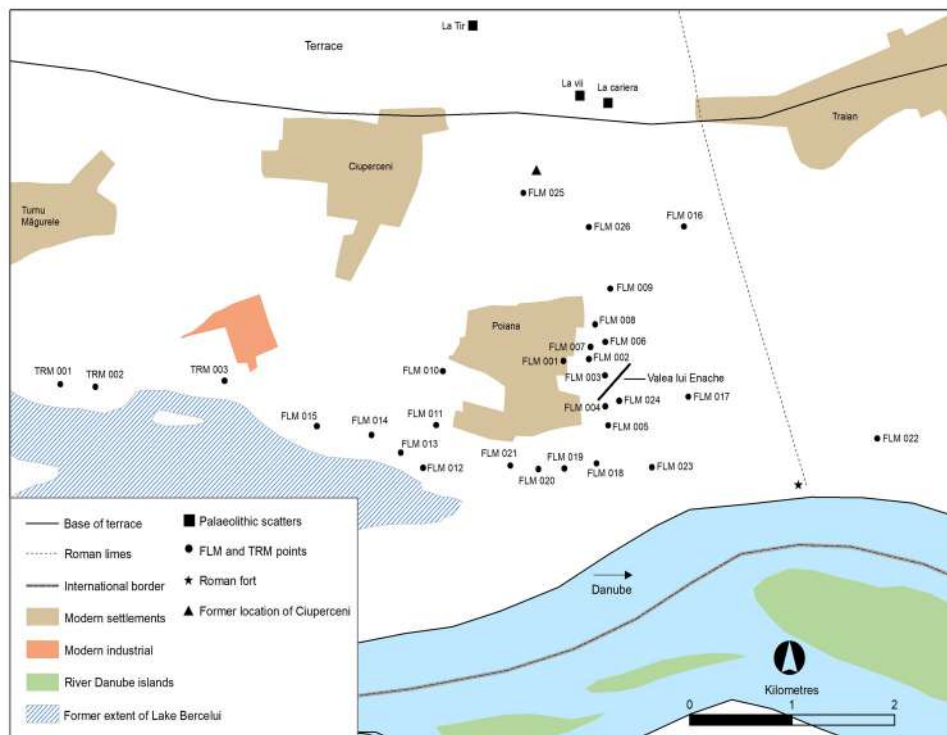 La Tir
Terrace
La vii
La cariera
Traian
Ciuperceni
FLM 025
Turnu
Măgurele
FLM 026
FLM 016
FLM 009
Poiana
FLM 008
FLM 007
FLM 006
FLM 001
FLM 002
FLM 010
FLM 003
Valea lui Enache
TRM 001
TRM 002
TRM 003
FLM 004
FLM 024
FLM 017
FLM 015
FLM 014
FLM 011
FLM 005
FLM 013
FLM 022
FLM 012
FLM 021
FLM 019
FLM 020
FLM 018
FLM 023
Base of terrace
Roman limes
International border
Modern settlements
Modern industrial
River Danube islands
Former extent of Lake Bercelui
Palaeolithic scatters
FLM and TRM points
Roman fort
Former location of Ciuperceni
Danube
Kilometres
0 1 2